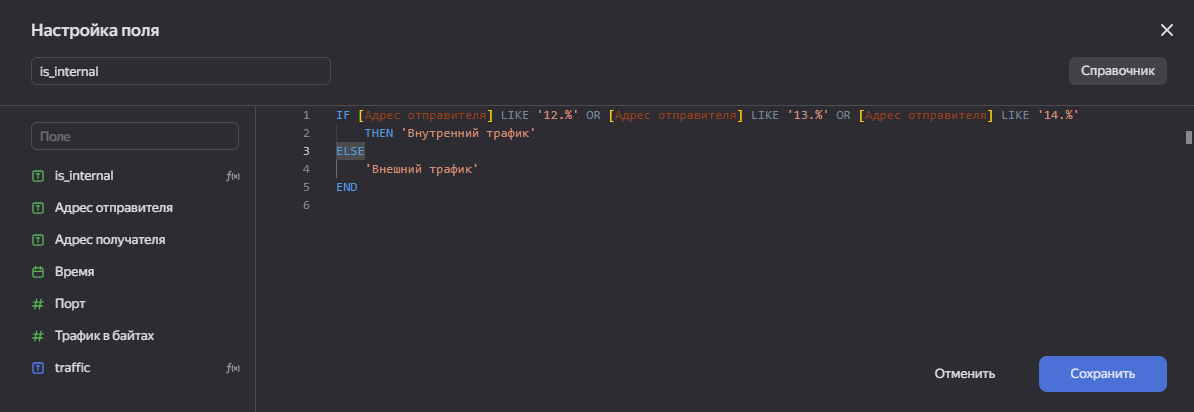 Настройка поля
is_internal
Справочник
Поле
is_internal f(x)
Адрес отправителя
Адрес получателя
Время
Порт
Трафик в байтах
traffic f(x)
1 IF [Адрес отправителя] LIKE '12.%' OR [Адрес отправителя] LIKE '13.%' OR [Адрес отправителя] LIKE '14.%'
2 THEN 'Внутренний трафик'
3 ELSE
4 'Внешний трафик'
5 END
6
Отменить
Сохранить